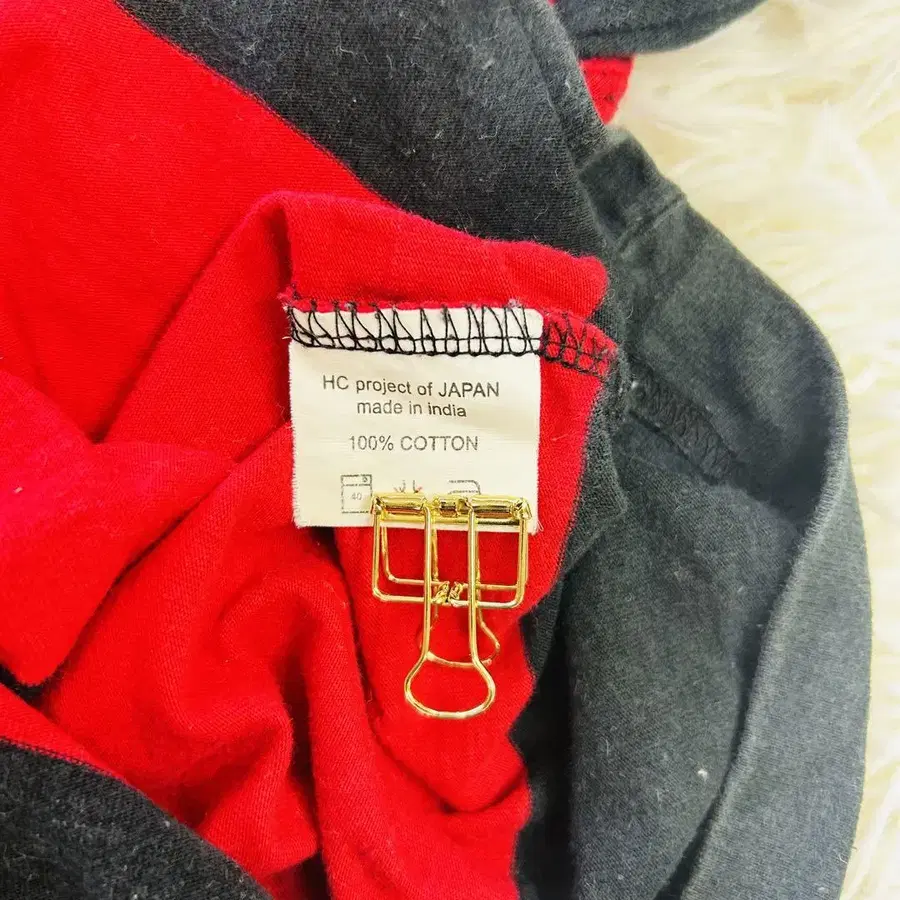 HC project of JAPAN
made in india
100% COTTON
40